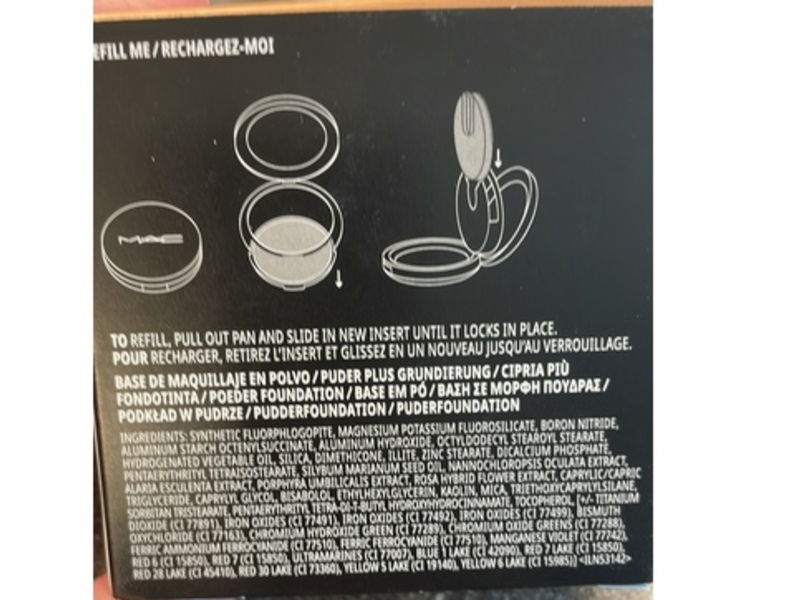 EFILL ME / RECHARGEZ-MOI
MAC
TO REFILL, PULL OUT PAN AND SLIDE IN NEW INSERT UNTIL IT LOCKS IN PLACE.
POUR RECHARGER, RETIREZ L'INSERT ET GLISSEZ EN UN NOUVEAU JUSQU'AU VERROUILLAGE.
BASE DE MAQUILLAJE EN POLVO / PUDER PLUS GRUNDIERUNG / CIPRIA PIÙ
FONDOTINTA / POEDER FOUNDATION / BASE EM PÓ / ΒΑΣΗ ΣΕ ΜΟΡΦΗ ΠΟΥΔΡΑΣ /
PODKŁAD W PUDRZE / PUDDERFOUNDATION / PUDERFOUNDATION
INGREDIENTS: SYNTHETIC FLUORPHLOGOPITE, MAGNESIUM POTASSIUM FLUOROSILICATE, BORON NITRIDE,
ALUMINUM STARCH OCTENYLSUCCINATE, ALUMINUM HYDROXIDE, OCTYLDODECYL STEAROYL STEARATE,
HYDROGENATED VEGETABLE OIL, SILICA, DIMETHICONE, ILLITE, ZINC STEARATE, DICALCIUM PHOSPHATE,
PENTAERYTHRITYL TETRAISOSTEARATE, SILYBUM MARIANUM SEED OIL, NANNOCHLOROPSIS OCULATA EXTRACT,
ALARIA ESCULENTA EXTRACT, PORPHYRA UMBILICALIS EXTRACT, ROSA HYBRID FLOWER EXTRACT, CAPRYLIC/CAPRIC
TRIGLYCERIDE, CAPRYLYL GLYCOL, BISABOLOL, ETHYLHEXYLGLYCERIN, KAOLIN, MICA, TRIETHOXYCAPRYLYLSILANE,
SORBITAN TRISTEARATE, PENTAERYTHRITYL TETRA-DI-T-BUTYL HYDROXYHYDROCINNAMATE, TOCOPHEROL, [+/- TITANIUM
DIOXIDE (CI 77891), IRON OXIDES (CI 77491), IRON OXIDES (CI 77492), IRON OXIDES (CI 77499), BISMUTH
OXYCHLORIDE (CI 77163), CHROMIUM HYDROXIDE GREEN (CI 77289), CHROMIUM OXIDE GREENS (CI 77288),
FERRIC AMMONIUM FERROCYANIDE (CI 77510), FERRIC FERROCYANIDE (CI 77510), MANGANESE VIOLET (CI 77742),
RED 6 (CI 15850), RED 7 (CI 15850), ULTRAMARINES (CI 77007), BLUE 1 LAKE (CI 42090), RED 7 LAKE (CI 15850),
RED 28 LAKE (CI 45410), RED 30 LAKE (CI 73360), YELLOW 5 LAKE (CI 19140), YELLOW 6 LAKE (CI 15985)] <ILN53142>